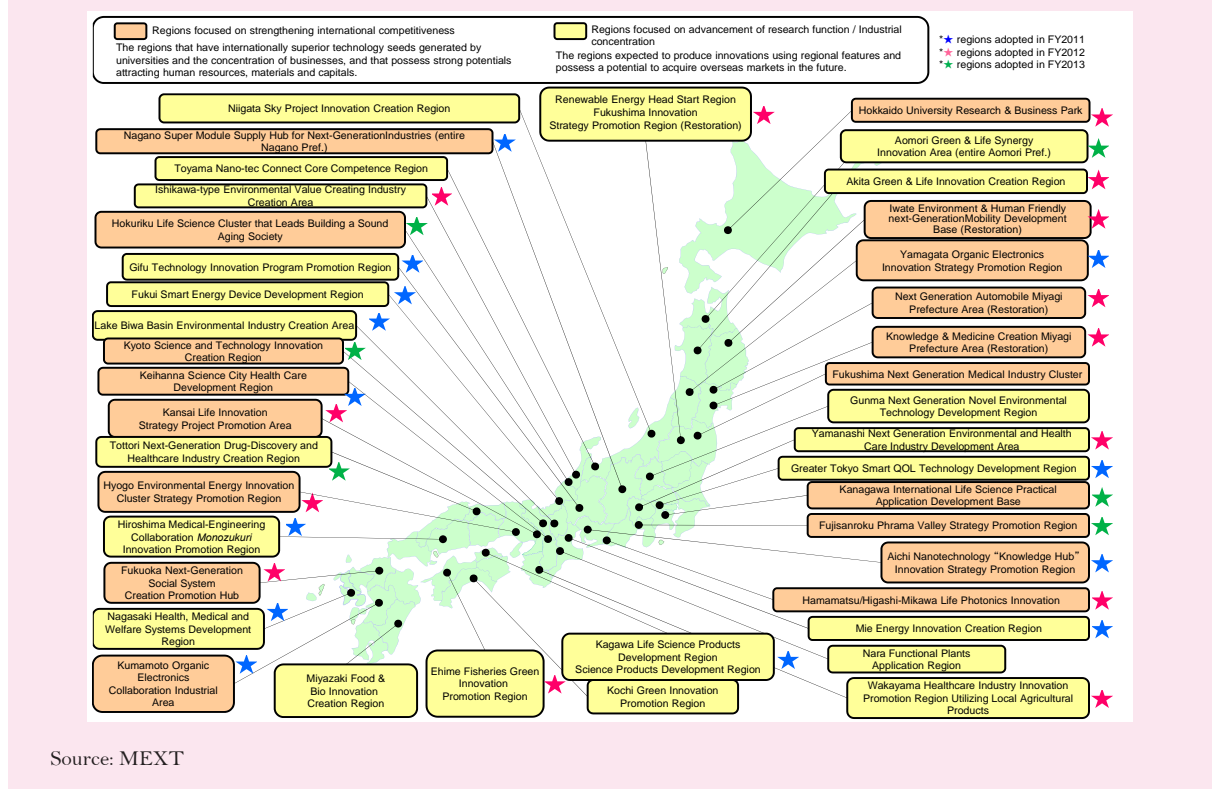 Regions focused on strengthening international competitiveness
The regions that have internationally superior technology seeds generated by
universities and the concentration of businesses, and that possess strong potentials
attracting human resources, materials and capitals.
Regions focused on advancement of research function / Industrial
concentration
The regions expected to produce innovations using regional features and
possess a potential to acquire overseas markets in the future.
*★ regions adopted in FY2011
*★ regions adopted in FY2012
*★ regions adopted in FY2013
Niigata Sky Project Innovation Creation Region
Nagano Super Module Supply Hub for Next-GenerationIndustries (entire
Nagano Pref.)
Toyama Nano-tec Connect Core Competence Region
Ishikawa-type Environmental Value Creating Industry
Creation Area
Hokuriku Life Science Cluster that Leads Building a Sound
Aging Society
Gifu Technology Innovation Program Promotion Region
Fukui Smart Energy Device Development Region
Lake Biwa Basin Environmental Industry Creation Area
Kyoto Science and Technology Innovation
Creation Region
Keihanna Science City Health Care
Development Region
Kansai Life Innovation
Strategy Project Promotion Area
Tottori Next-Generation Drug-Discovery and
Healthcare Industry Creation Region
Hyogo Environmental Energy Innovation
Cluster Strategy Promotion Region
Hiroshima Medical-Engineering
Collaboration Monozukuri
Innovation Promotion Region
Fukuoka Next-Generation
Social System
Creation Promotion Hub
Nagasaki Health, Medical and
Welfare Systems Development
Region
Kumamoto Organic
Electronics
Collaboration Industrial
Area
Renewable Energy Head Start Region
Fukushima Innovation
Strategy Promotion Region (Restoration)
Hokkaido University Research & Business Park
Aomori Green & Life Synergy
Innovation Area (entire Aomori Pref.)
Akita Green & Life Innovation Creation Region
Iwate Environment & Human Friendly
next-GenerationMobility Development
Base (Restoration)
Yamagata Organic Electronics
Innovation Strategy Promotion Region
Next Generation Automobile Miyagi
Prefecture Area (Restoration)
Knowledge & Medicine Creation Miyagi
Prefecture Area (Restoration)
Fukushima Next Generation Medical Industry Cluster
Gunma Next Generation Novel Environmental
Technology Development Region
Yamanashi Next Generation Environmental and Health
Care Industry Development Area
Greater Tokyo Smart QOL Technology Development Region
Kanagawa International Life Science Practical
Application Development Base
Fujisanroku Phrama Valley Strategy Promotion Region
Aichi Nanotechology “Knowledge Hub”
Innovation Strategy Promotion Region
Hamamatsu/Higashi-Mikawa Life Photonics Innovation
Mie Energy Innovation Creation Region
Nara Functional Plants
Application Region
Wakayama Healthcare Industry Innovation
Promotion Region Utilizing Local Agricultural
Products
Miyazaki Food &
Bio Innovation
Creation Region
Ehime Fisheries Green
Innovation
Promotion Region
Kagawa Life Science Products
Development Region
Science Products Development Region
Kochi Green Innovation
Promotion Region
Source: MEXT